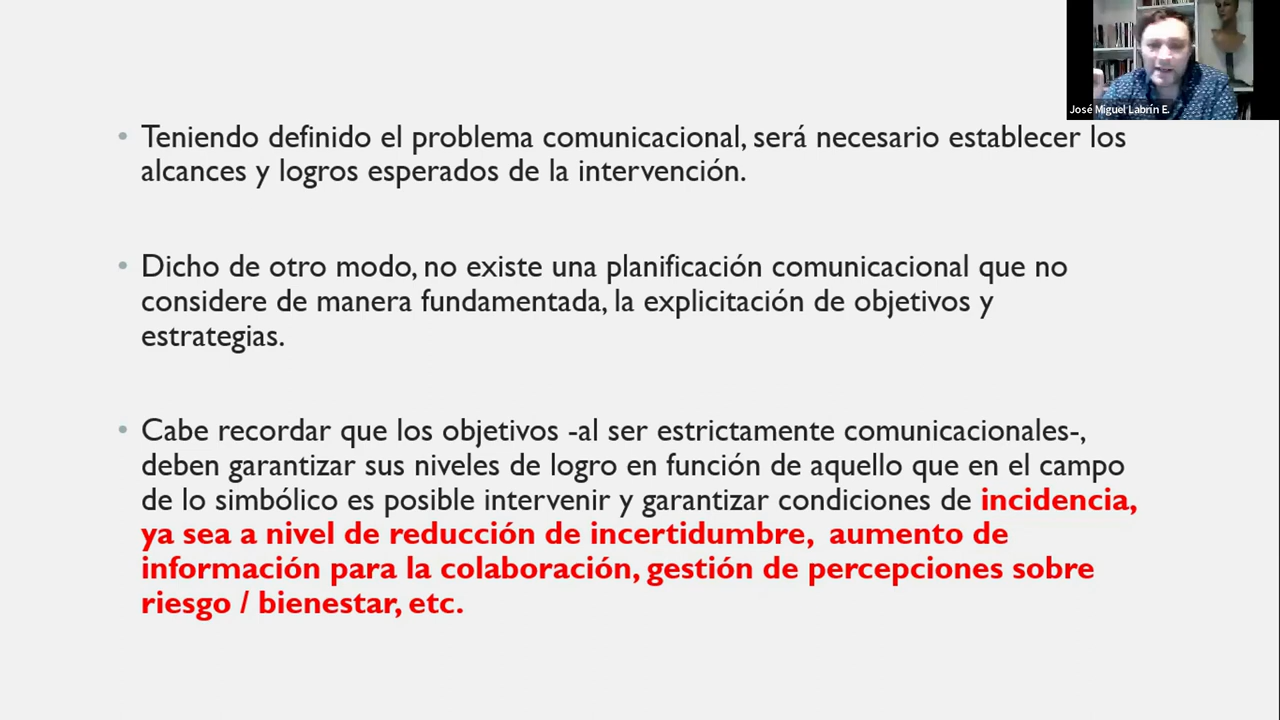 José Miguel Labrín E.
Teniendo definido el problema comunicacional, será necesario establecer los
alcances y logros esperados de la intervención.
Dicho de otro modo, no existe una planificación comunicacional que no
considere de manera fundamentada, la explicitación de objetivos y
estrategias.
Cabe recordar que los objetivos -al ser estrictamente comunicacionales-,
deben garantizar sus niveles de logro en función de aquello que en el campo
de lo simbólico es posible intervenir y garantizar condiciones de incidencia,
ya sea a nivel de reducción de incertidumbre, aumento de
información para la colaboración, gestión de percepciones sobre
riesgo / bienestar, etc.